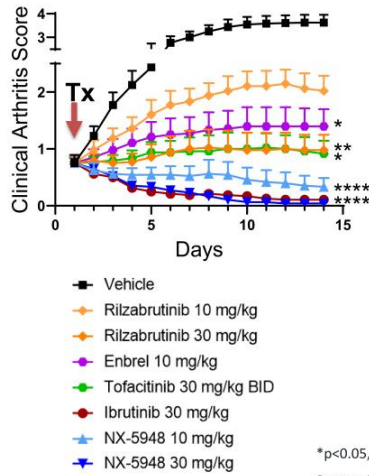 4
3
Tx
2
1
0
Clinical Arthritis Score
*
**
*
****
****
0
5
10
15
Days
Vehicle
Rilzabrutinib 10 mg/kg
Rilzabrutinib 30 mg/kg
Enbrel 10 mg/kg
Tofacitinib 30 mg/kg BID
Ibrutinib 30 mg/kg
NX-5948 10 mg/kg
NX-5948 30 mg/kg
*p<0.05,